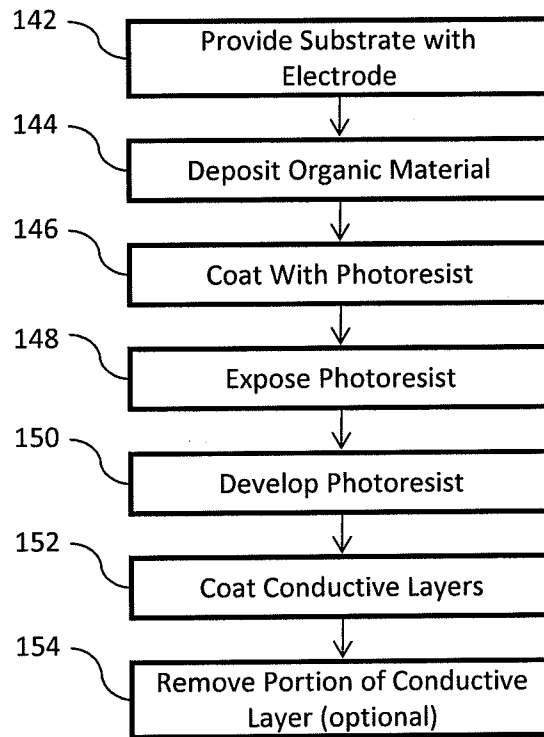 142
Provide Substrate with
Electrode
144
Deposit Organic Material
146
Coat With Photoresist
148
Expose Photoresist
150
Develop Photoresist
152
Coat Conductive Layers
154
Remove Portion of Conductive
Layer (optional)